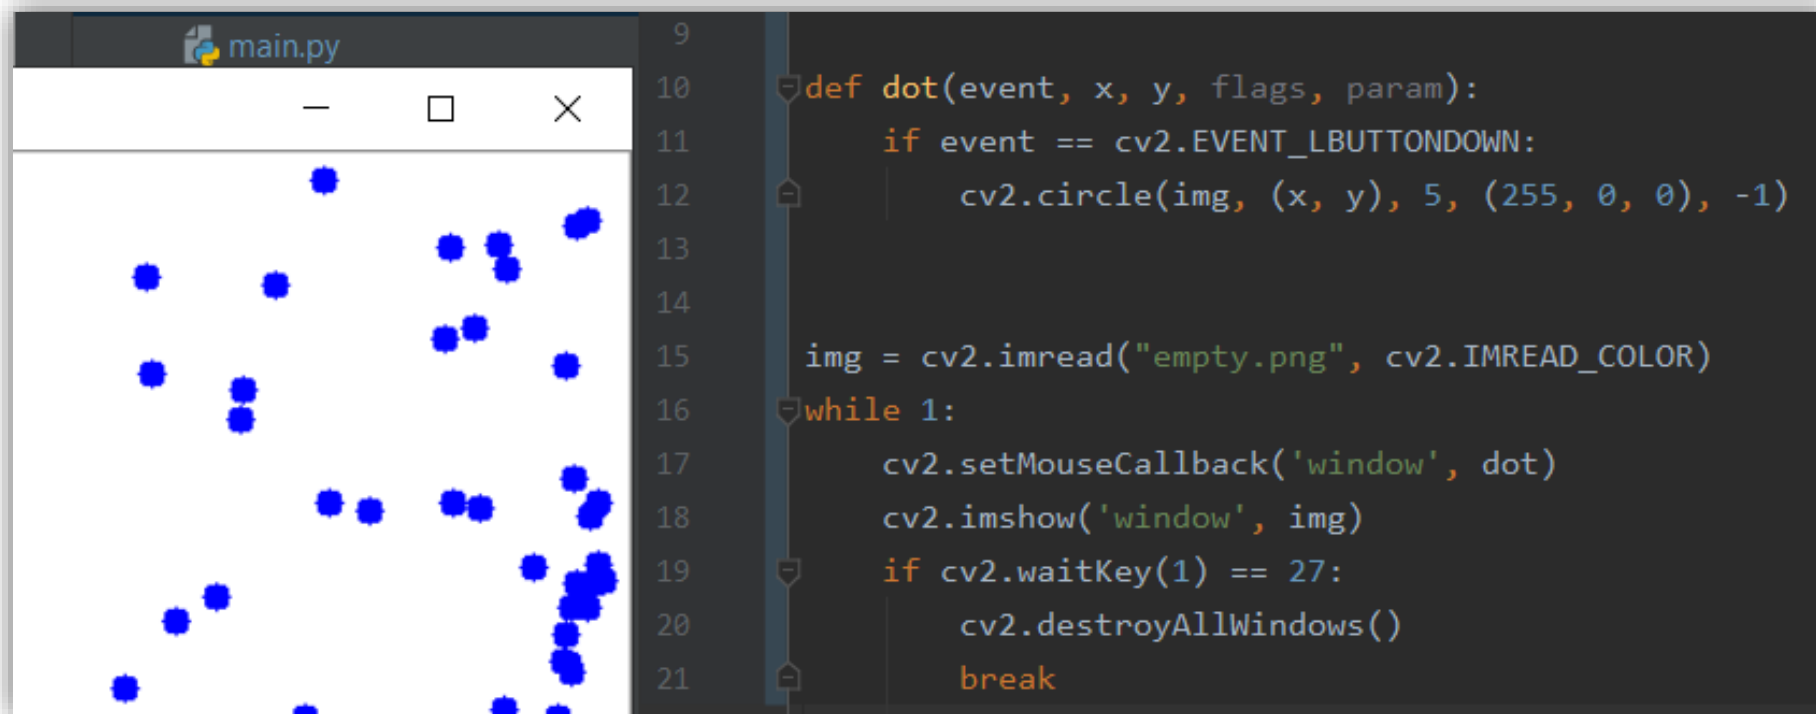 main.py
9
10 def dot(event, x, y, flags, param):
11     if event == cv2.EVENT_LBUTTONDOWN:
12         cv2.circle(img, (x, y), 5, (255, 0, 0), -1)
13
14
15 img = cv2.imread("empty.png", cv2.IMREAD_COLOR)
16 while 1:
17     cv2.setMouseCallback('window', dot)
18     cv2.imshow('window', img)
19     if cv2.waitKey(1) == 27:
20         cv2.destroyAllWindows()
21         break